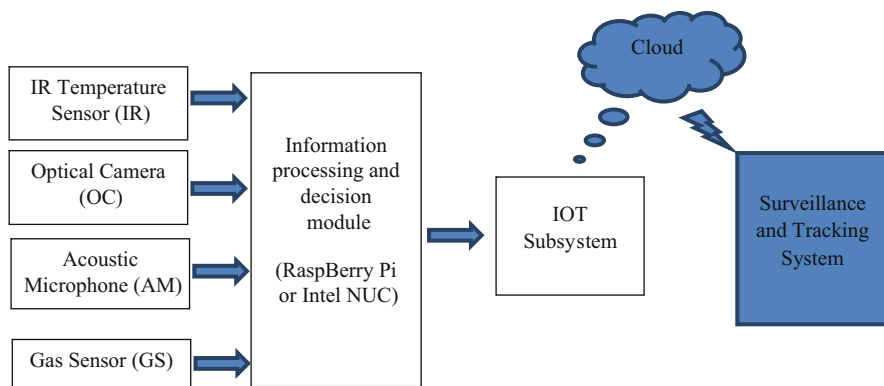 IR Temperature
Sensor (IR)
Optical Camera
(OC)
Acoustic
Microphone (AM)
Gas Sensor (GS)
Information
processing and
decision
module
(RaspBerry Pi
or Intel NUC)
IOT
Subsystem
Cloud
Surveillance
and Tracking
System